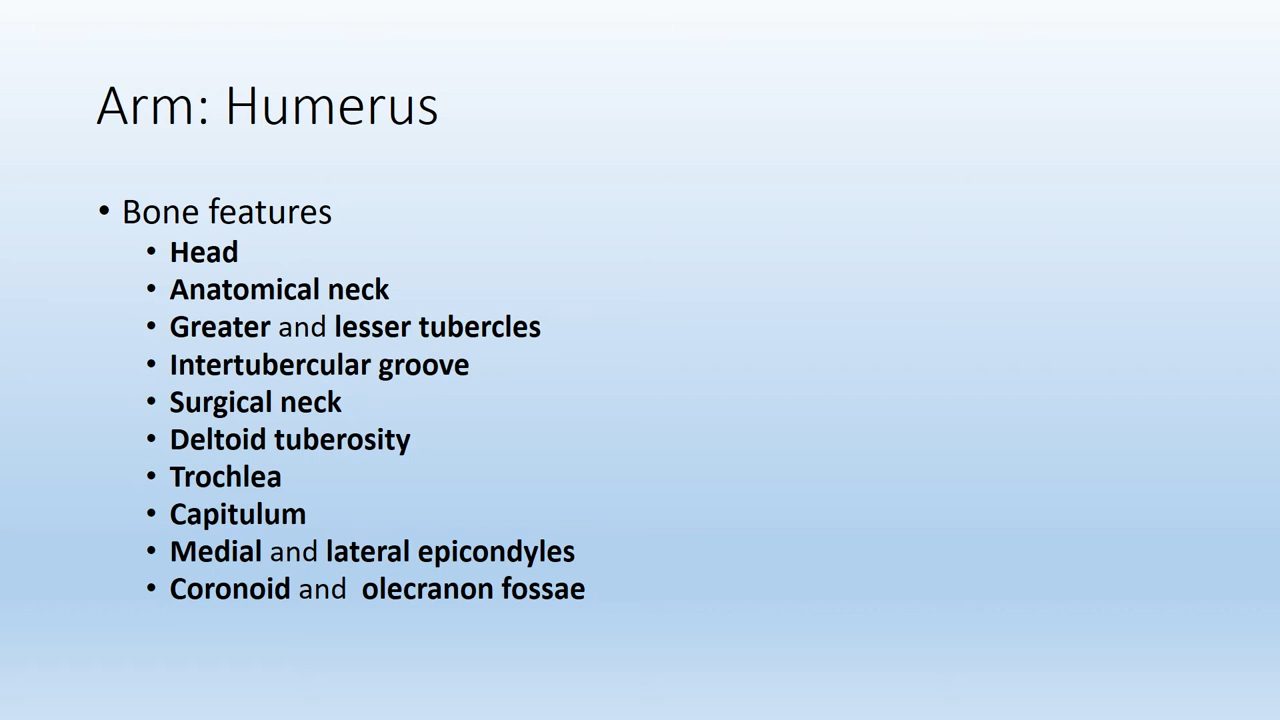 Arm: Humerus
• Bone features
• Head
• Anatomical neck
• Greater and lesser tubercles
• Intertubercular groove
• Surgical neck
• Deltoid tuberosity
• Trochlea
• Capitulum
• Medial and lateral epicondyles
• Coronoid and  olecranon fossae